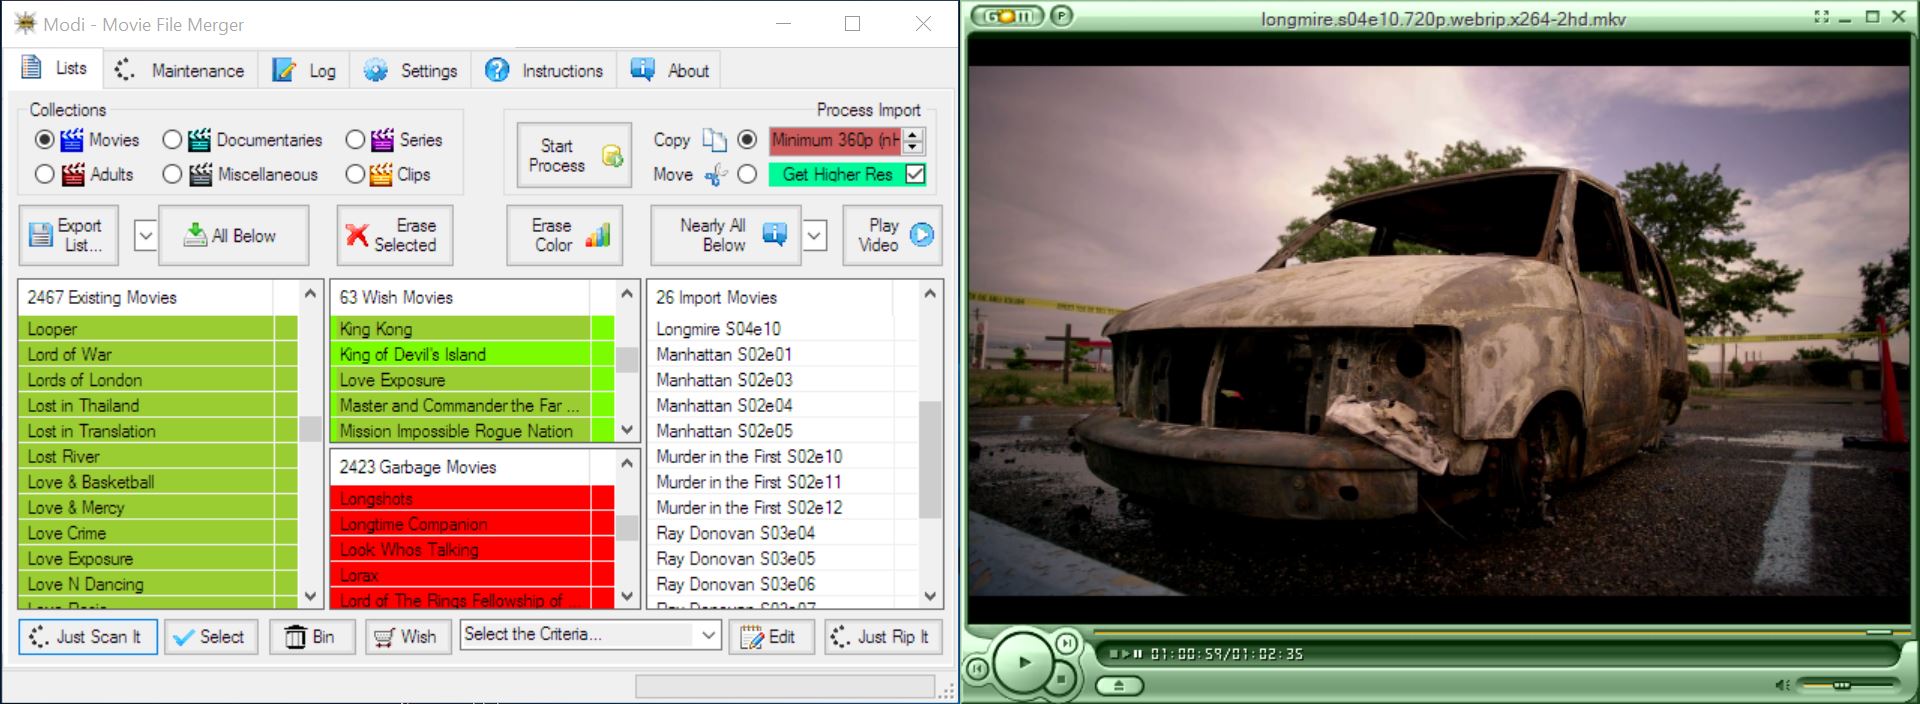 Modi - Movie File Merger
Lists
Maintenance
Log
Settings
Instructions
About
Collections
Movies
Documentaries
Series
Adults
Miscellaneous
Clips
Process Import
Start
Process
Copy
Minimum 360p (nH
Move
Get Higher Res
Export
List...
All Below
Erase
Selected
Erase
Color
Nearly All
Below
Play
Video
2467 Existing Movies
Looper
Lord of War
Lords of London
Lost in Thailand
Lost in Translation
Lost River
Love & Basketball
Love & Mercy
Love Crime
Love Exposure
Love N Dancing
63 Wish Movies
King Kong
King of Devil's Island
Love Exposure
Master and Commander the Far ...
Mission Impossible Rogue Nation
2423 Garbage Movies
Longshots
Longtime Companion
Look Whos Talking
Lorax
Lord of The Rings Fellowship of ...
26 Import Movies
Longmire S04e10
Manhattan S02e01
Manhattan S02e03
Manhattan S02e04
Manhattan S02e05
Murder in the First S02e10
Murder in the First S02e11
Murder in the First S02e12
Ray Donovan S03e04
Ray Donovan S03e05
Ray Donovan S03e06
Ray Donovan S03e07
Just Scan It
Select
Bin
Wish
Select the Criteria...
Edit
Just Rip It
P
longmire.s04e10.720p.webrip.x264-2hd.mkv
01:00:59/01:02:35